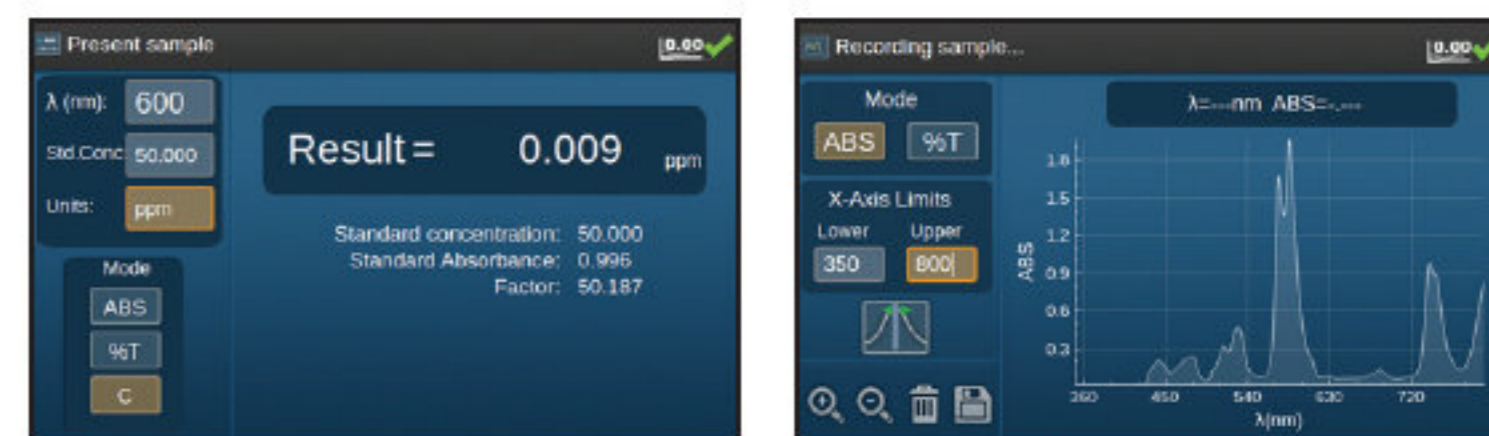 Present sample
0.00
λ (nm): 600
Std.Conc 50.000
Units: ppm
Result = 0.009 ppm
Standard concentration: 50.000
Standard Absorbance: 0.996
Factor: 50.187
Mode
ABS
%T
C
Recording sample...
0.00
Mode
ABS %T
X-Axis Limits
Lower Upper
350 800
λ=---nm ABS=-.---
1.8
1.5
1.2
0.9
0.6
0.3
ABS
360 450 540 630 720
λ(nm)